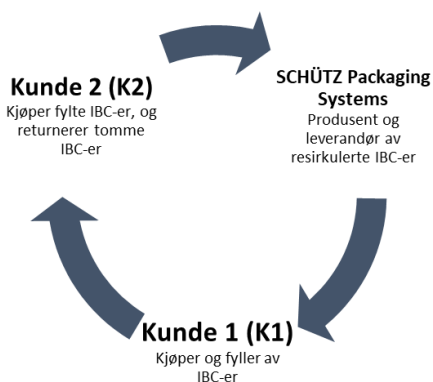 Kunde 2 (K2)
Kjøper fylte IBC-er, og
returnerer tomme
IBC-er
SCHÜTZ Packaging
Systems
Produsent og
leverandør av
resirkulerte IBC-er
Kunde 1 (K1)
Kjøper og fyller av
IBC-er